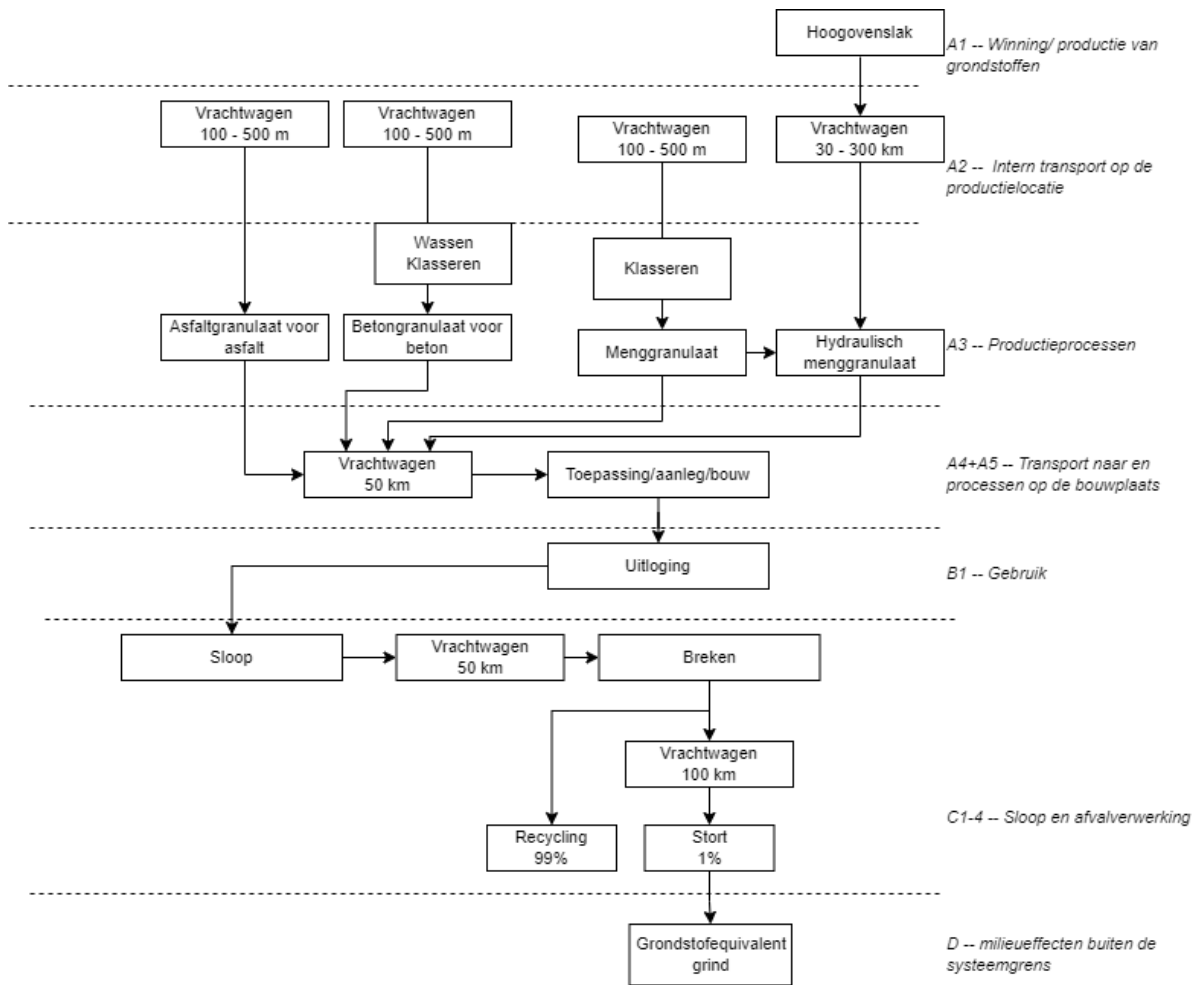 Hoogovenslak
A1 -- Winning/ productie van
grondstoffen
Vrachtwagen
100 - 500 m
Vrachtwagen
100 - 500 m
Vrachtwagen
100 - 500 m
Vrachtwagen
30 - 300 km
A2 -- Intern transport op de
productielocatie
Wassen
Klasseren
Klasseren
Asfaltgranulaat voor
asfalt
Betongranulaat voor
beton
Menggranulaat
Hydraulisch
menggranulaat
A3 -- Productieprocessen
Vrachtwagen
50 km
Toepassing/aanleg/bouw
A4+A5 -- Transport naar en
processen op de bouwplaats
Uitloging
B1 -- Gebruik
Sloop
Vrachtwagen
50 km
Breken
Vrachtwagen
100 km
Recycling
99%
Stort
1%
C1-4 -- Sloop en afvalverwerking
Grondstofequivalent
grind
D -- milieueffecten buiten de
systeemgrens